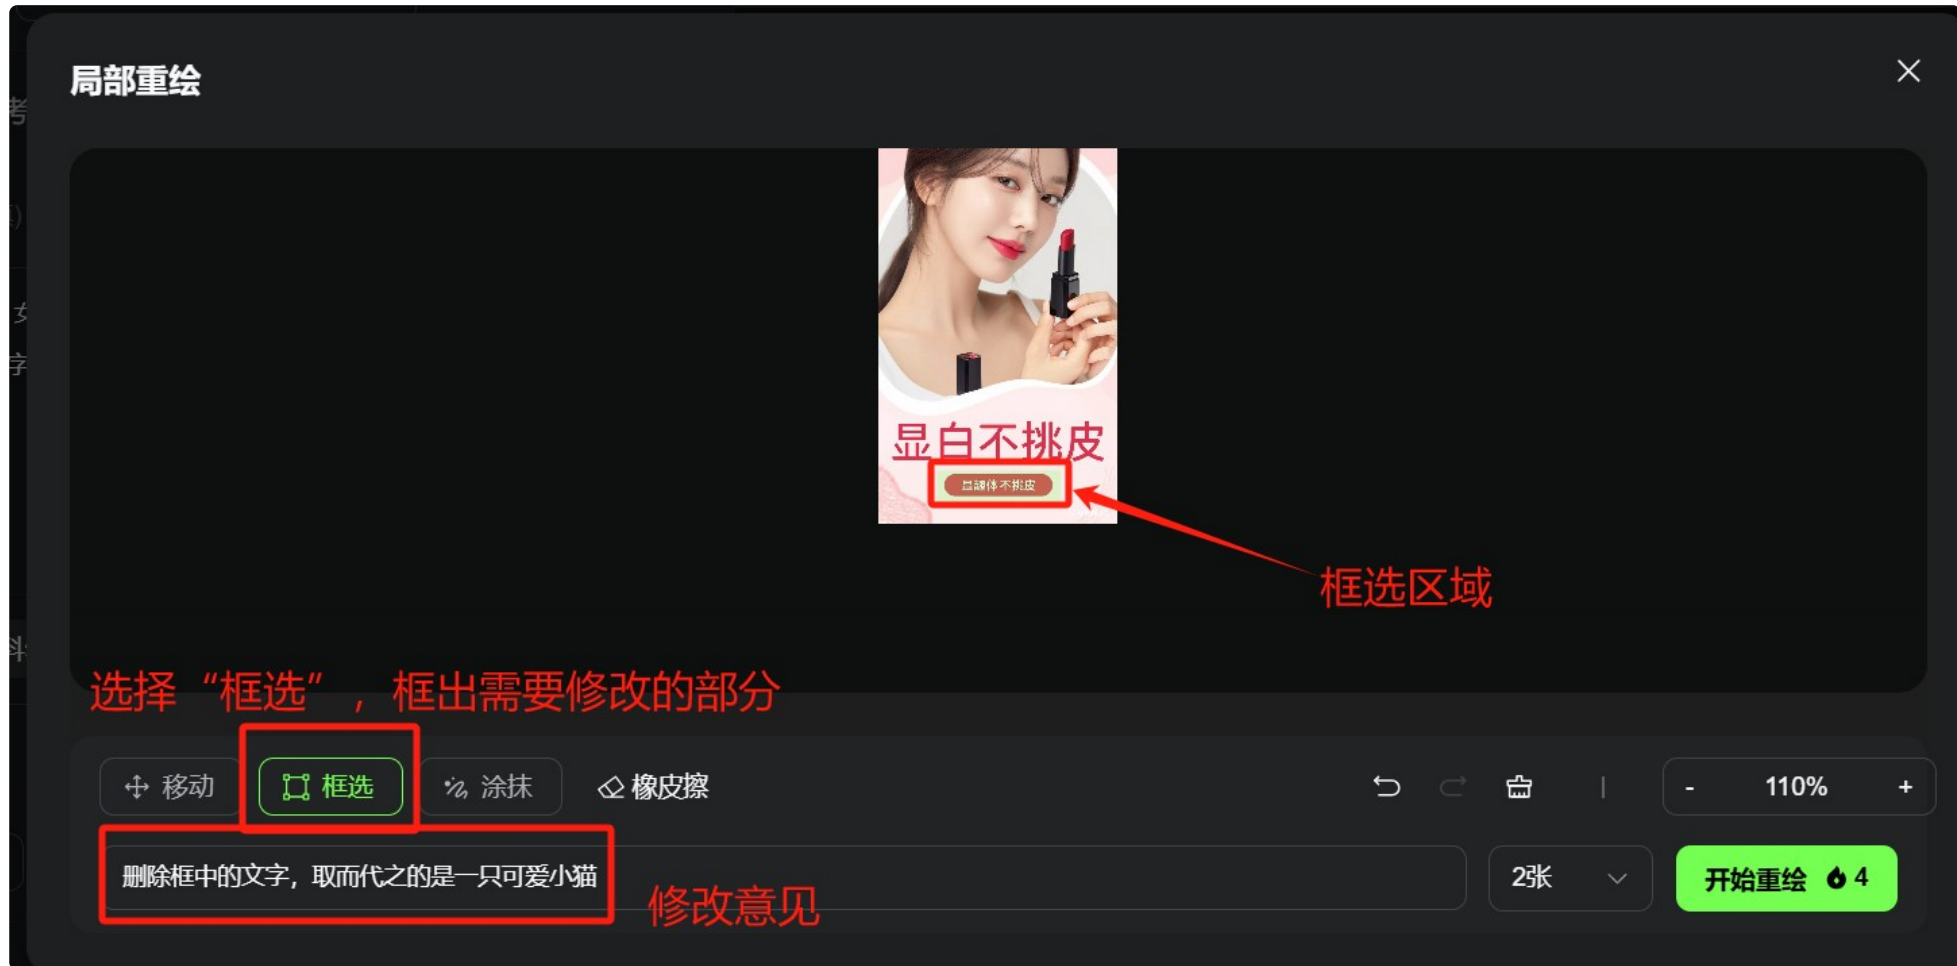 局部重绘
考
女
字
显白不挑皮
框选区域
选择“框选”，框出需要修改的部分
移动
框选
涂抹
橡皮擦
-
110%
+
删除框中的文字，取而代之的是一只可爱小猫
2张
开始重绘 4
修改意见